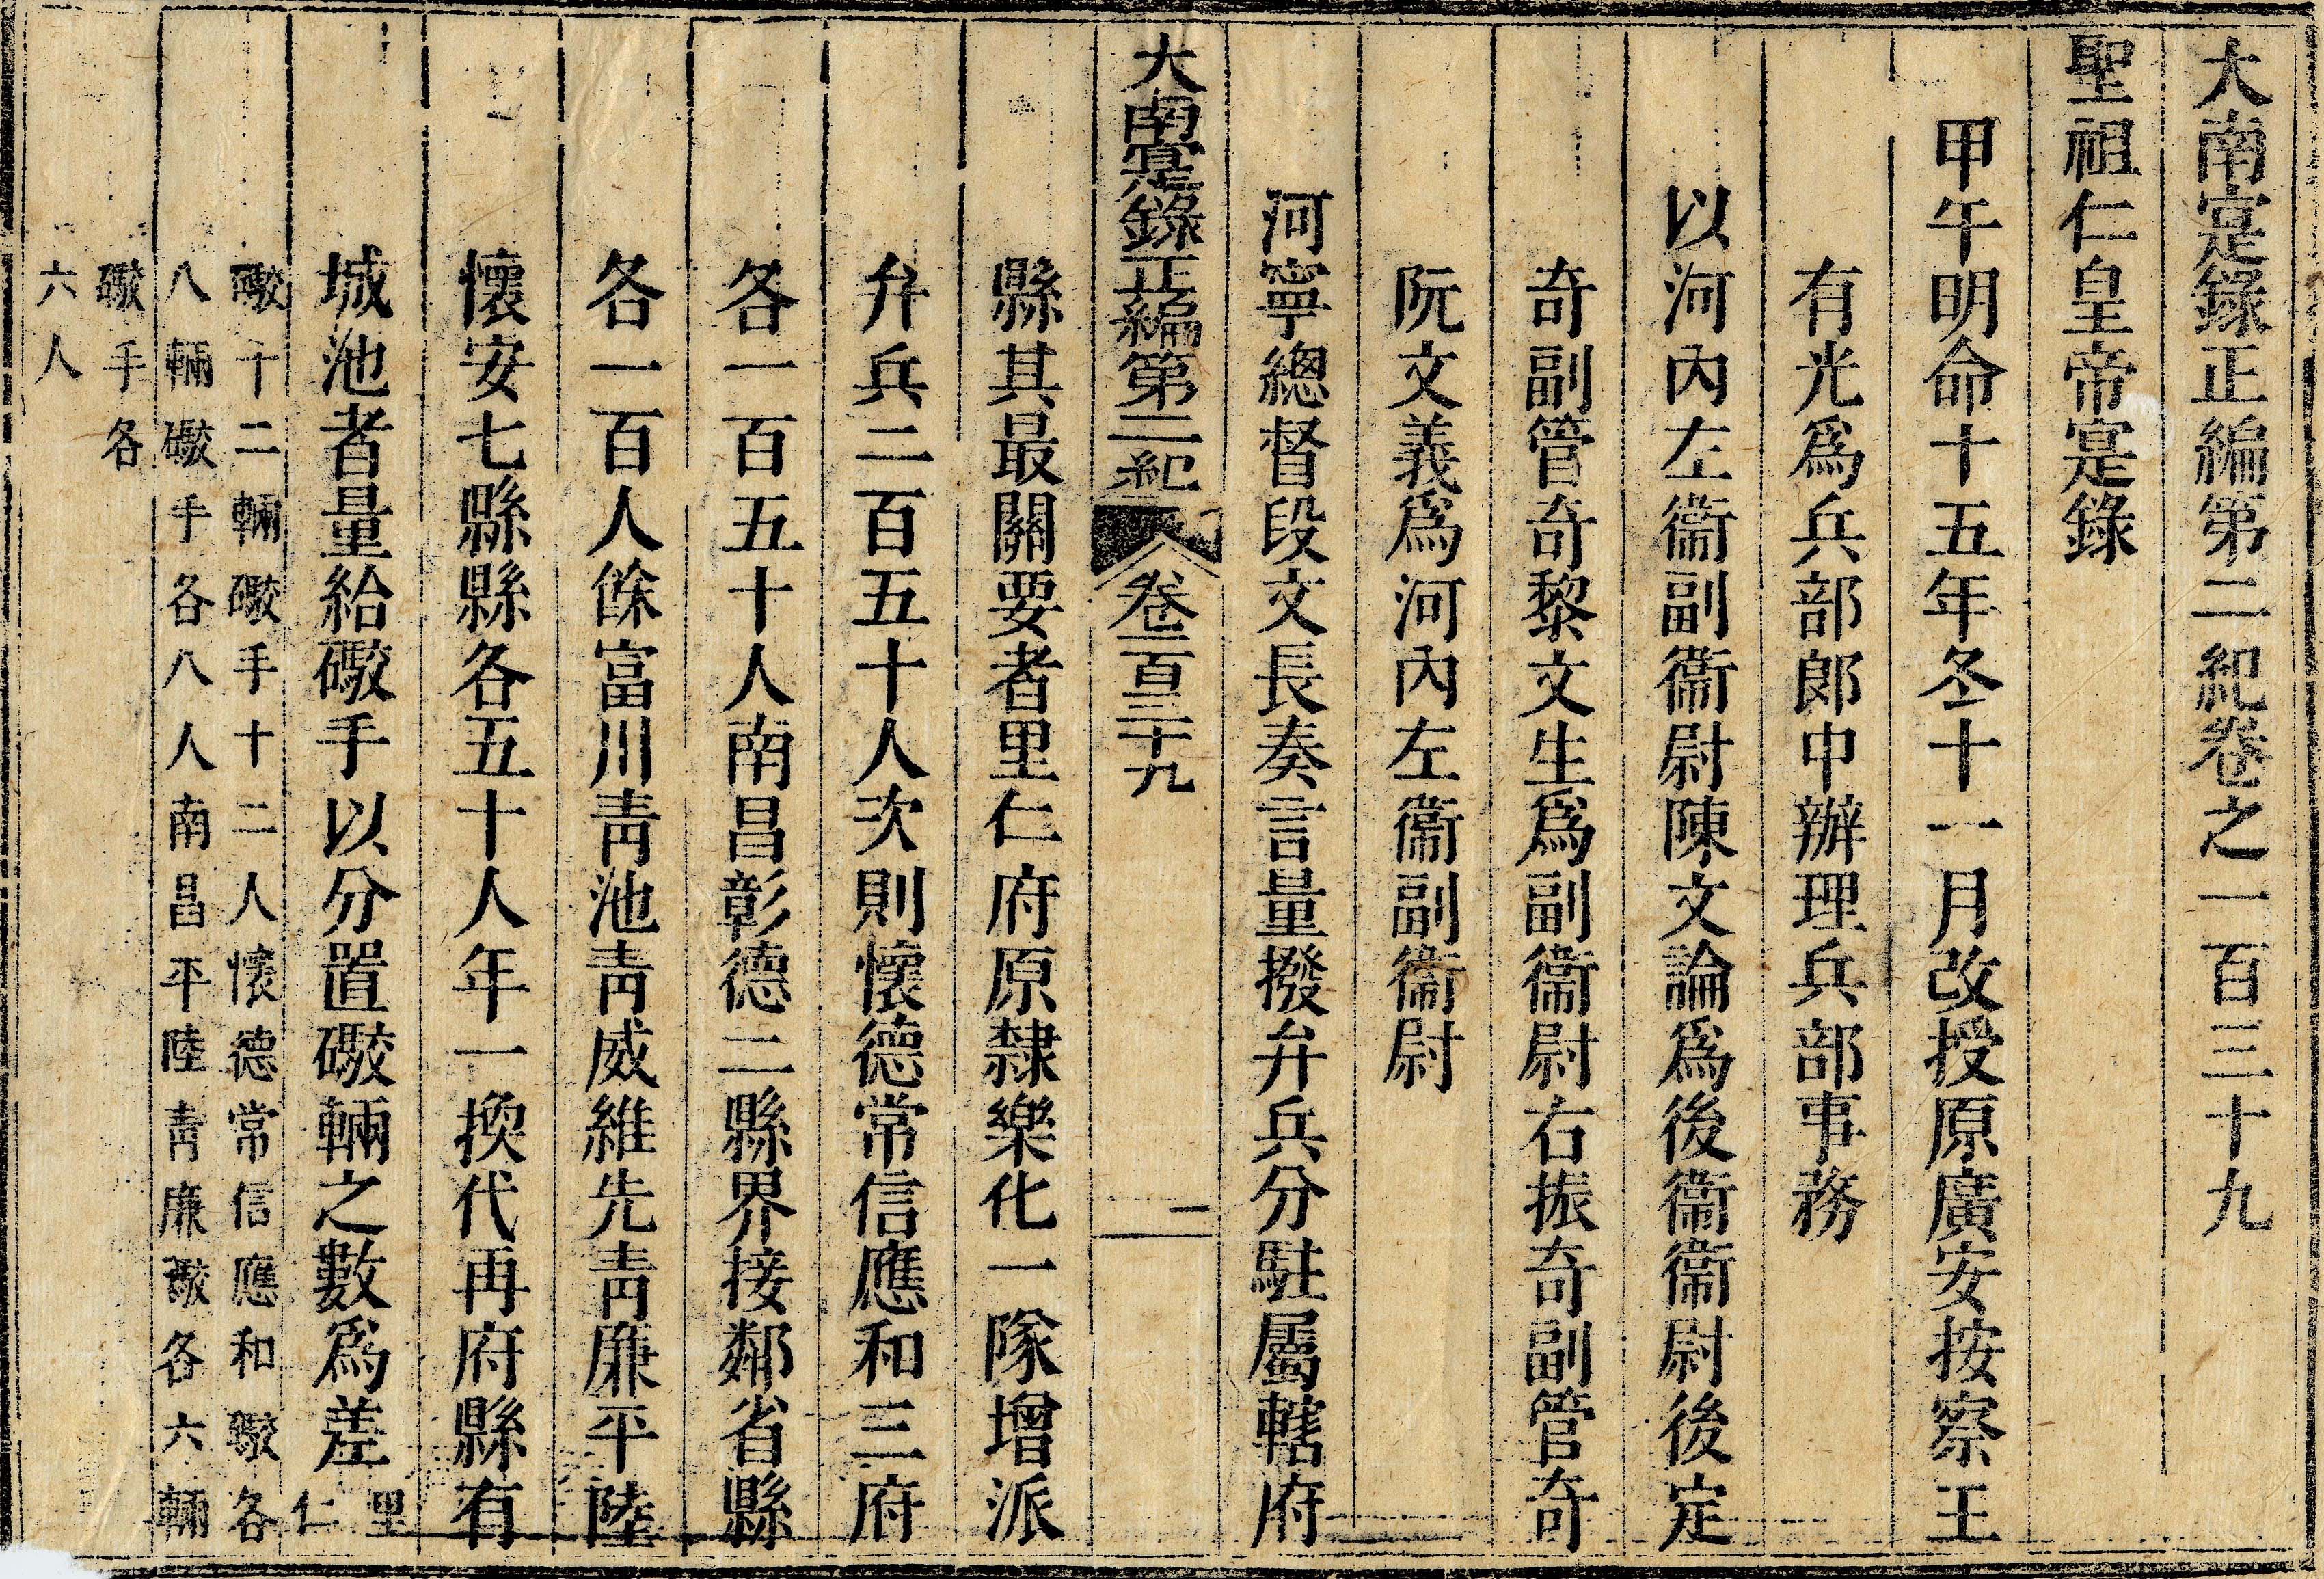 大南寔錄正編第二紀卷之一百三十九
聖祖仁皇帝寔錄
甲午明命十五年冬十一月改授原廣安按察王
有光爲兵部郎中辦理兵部事務
以河內左衞副衞尉陳文論爲後衞衞尉後定
奇副管奇黎文生爲副衞尉右振奇副管奇
阮文義爲河內左衞副衞尉
河寧總督段文長奏言量撥弁兵分駐屬轄府
大南寔錄正編第二紀 卷一百三十九 一
縣其最關要者里仁府原隸樂化一隊增派
弁兵二百五十人次則懷德常信應和三府
各一百五十人南昌彰德二縣界接鄰省縣
各一百人餘富川靑池靑威維先靑廉平陸
懷安七縣縣各五十人年一換代再府縣有
城池者量給礮手以分置礮輛之數爲差里仁
礮十二輛礮手十二人懷德常信應和礮各
八輛礮手各八人南昌平陸靑廉礮各六輛
礮手各
六人